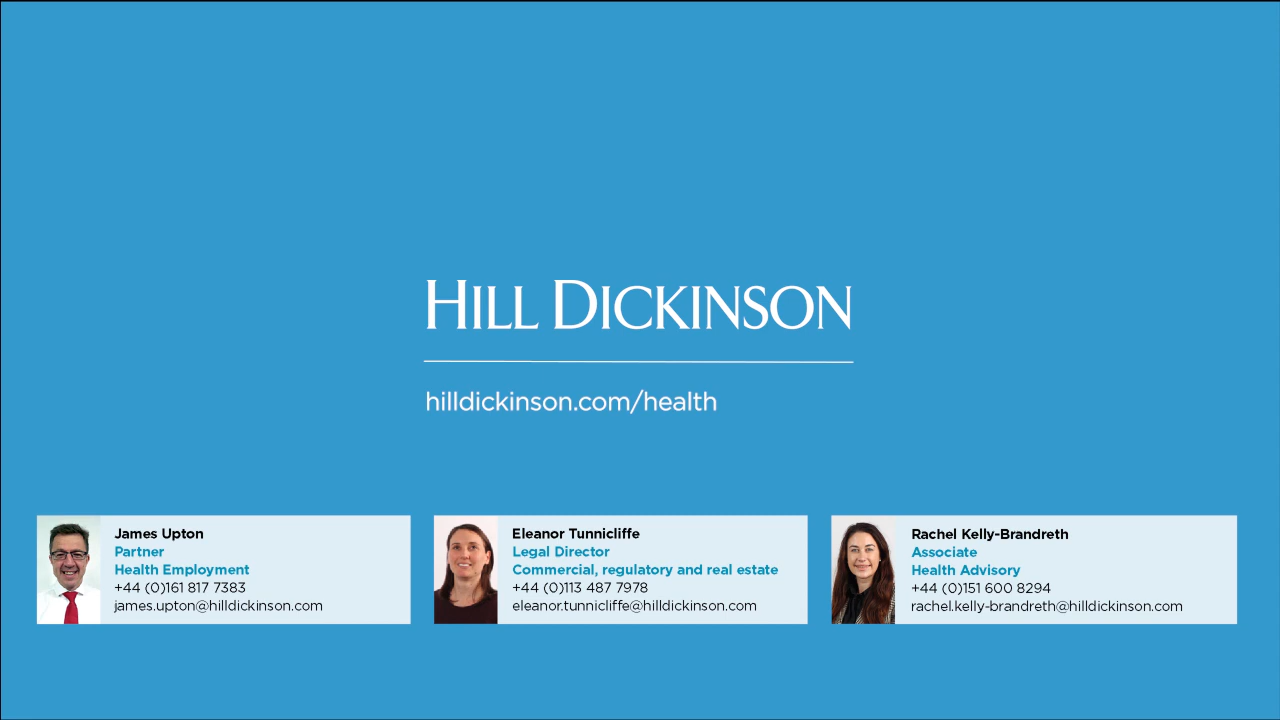 HILL DICKINSON
hilldickinson.com/health
James Upton
Partner
Health Employment
+44 (0)161 817 7383
james.upton@hilldickinson.com
Eleanor Tunnicliffe
Legal Director
Commercial, regulatory and real estate
+44 (0)113 487 7978
eleanor.tunnicliffe@hilldickinson.com
Rachel Kelly-Brandreth
Associate
Health Advisory
+44 (0)151 600 8294
rachel.kelly-brandreth@hilldickinson.com